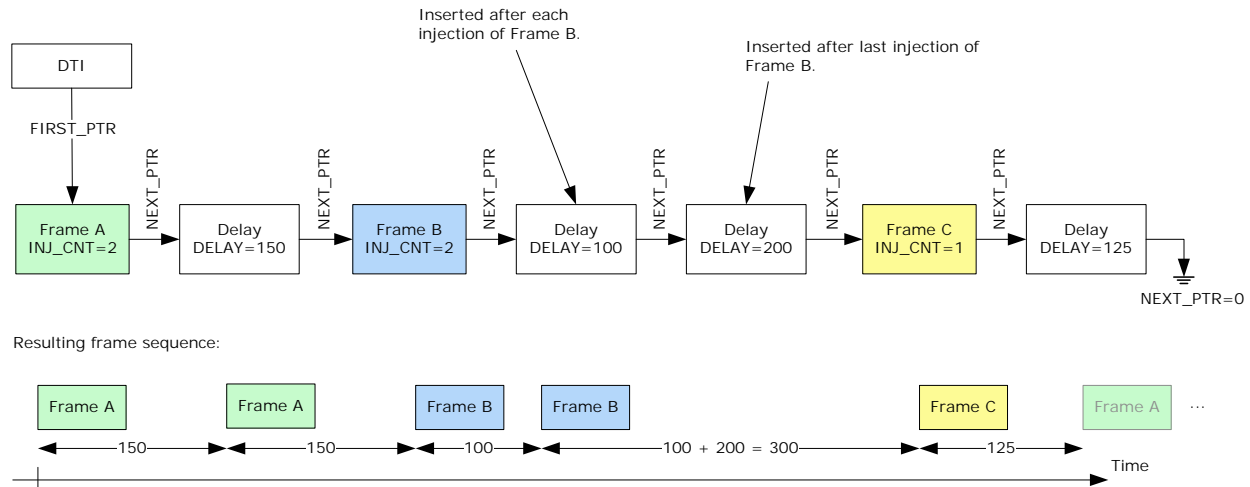 Inserted after each
injection of Frame B.
Inserted after last injection of
Frame B.
DTI
FIRST_PTR
Frame A
INJ_CNT=2
NEXT_PTR
Delay
DELAY=150
NEXT_PTR
Frame B
INJ_CNT=2
NEXT_PTR
Delay
DELAY=100
NEXT_PTR
Delay
DELAY=200
NEXT_PTR
Frame C
INJ_CNT=1
NEXT_PTR
Delay
DELAY=125
NEXT_PTR=0
Resulting frame sequence:
Frame A
Frame A
Frame B
Frame B
Frame C
Frame A
...
150
150
100
100 + 200 = 300
125
Time